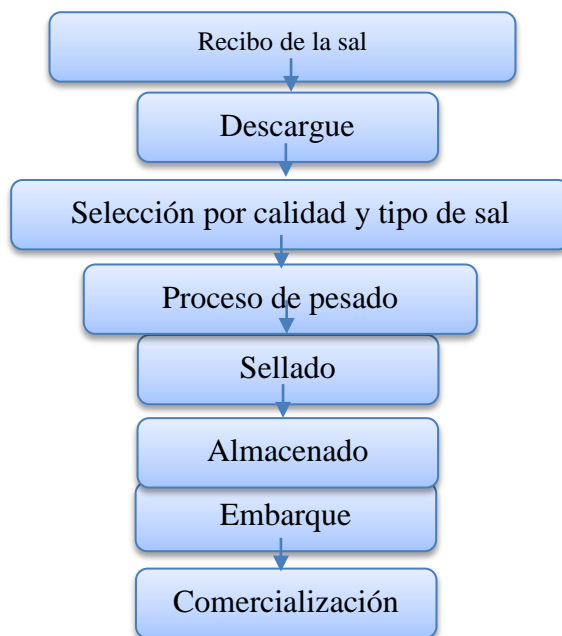 Recibo de la sal
Descargue
Selección por calidad y tipo de sal
Proceso de pesado
Sellado
Almacenado
Embarque
Comercialización